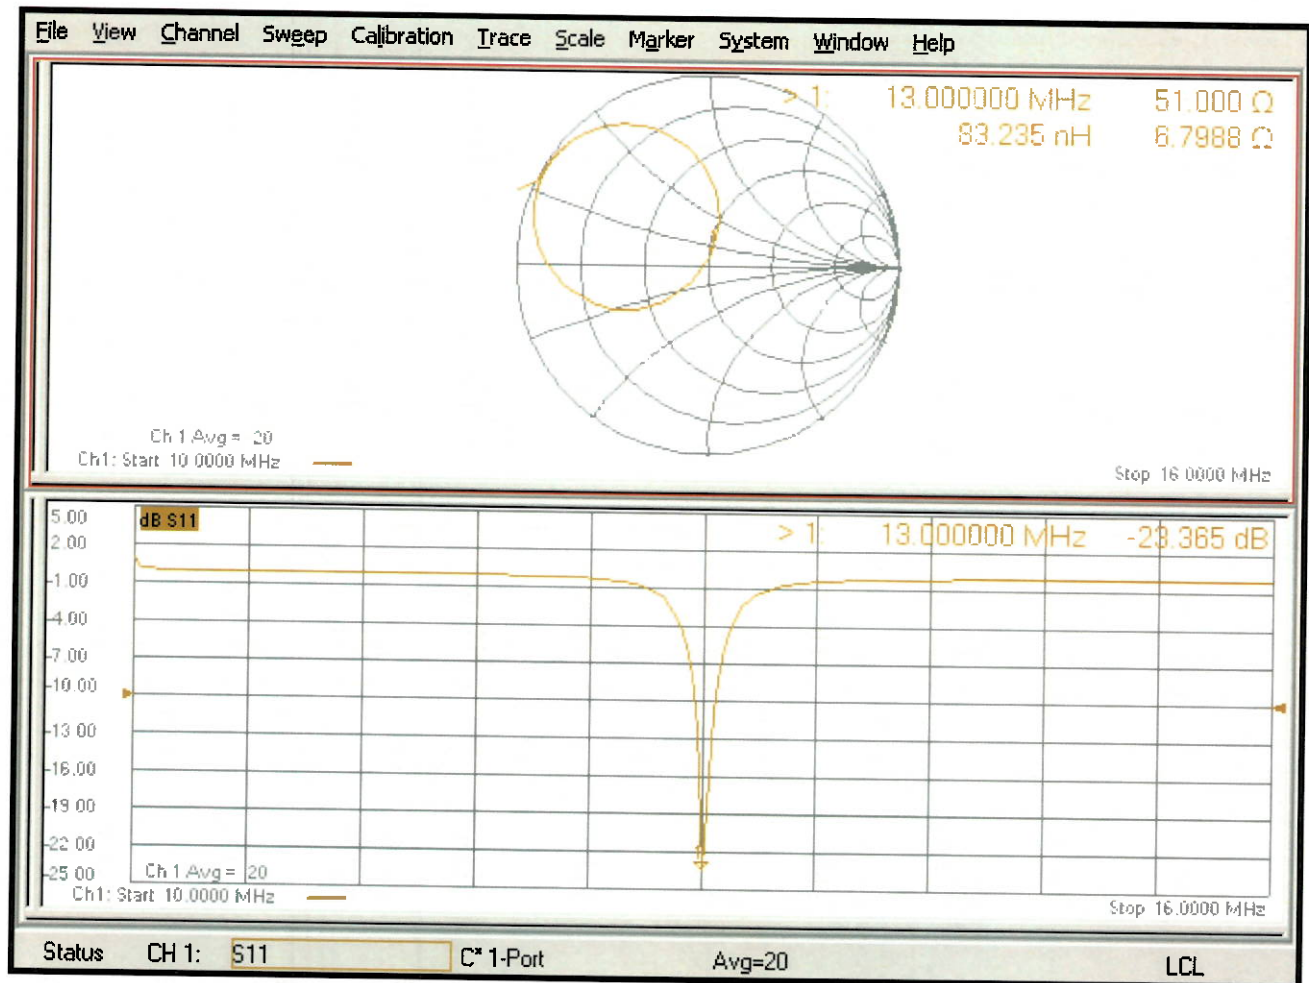 File View Channel Sweep Calibration Trace Scale Marker System Window Help
> 1: 13.000000 MHz 51.000 Ω
83.235 nH 6.7988 Ω
Ch 1 Avg = 20
Ch1: Start 10.0000 MHz
Stop 16.0000 MHz
5.00
dB S11
> 1: 13.000000 MHz -23.365 dB
2.00
-1.00
-4.00
-7.00
-10.00
-13.00
-16.00
-19.00
-22.00
-25.00
Ch 1 Avg = 20
Ch1: Start 10.0000 MHz
Stop 16.0000 MHz
Status CH 1: S11 C* 1-Port Avg=20 LCL